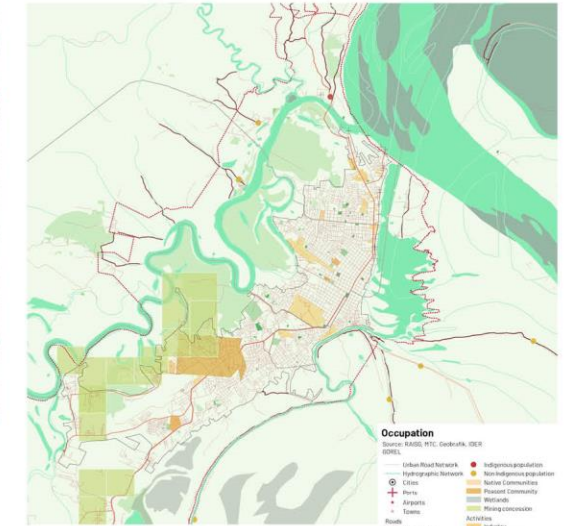 Occupation
Source: RAISG, MTC, Geobrafik, IDER
GOREL
Urban Road Network
Hydrographic Network
Cities
Ports
Airports
Towns
Roads
Indigenous population
Non Indigenous population
Native Communities
Peasant Community
Wetlands
Mining concession
Activities